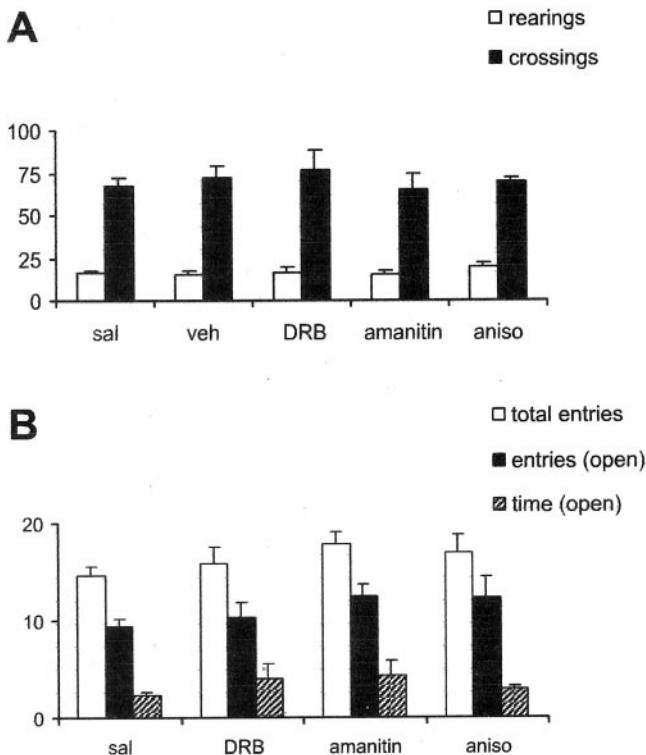 A
rearings
crossings
100
75
50
25
0
sal veh DRB amanitin aniso
B
total entries
entries (open)
time (open)
20
10
0
sal DRB amanitin aniso